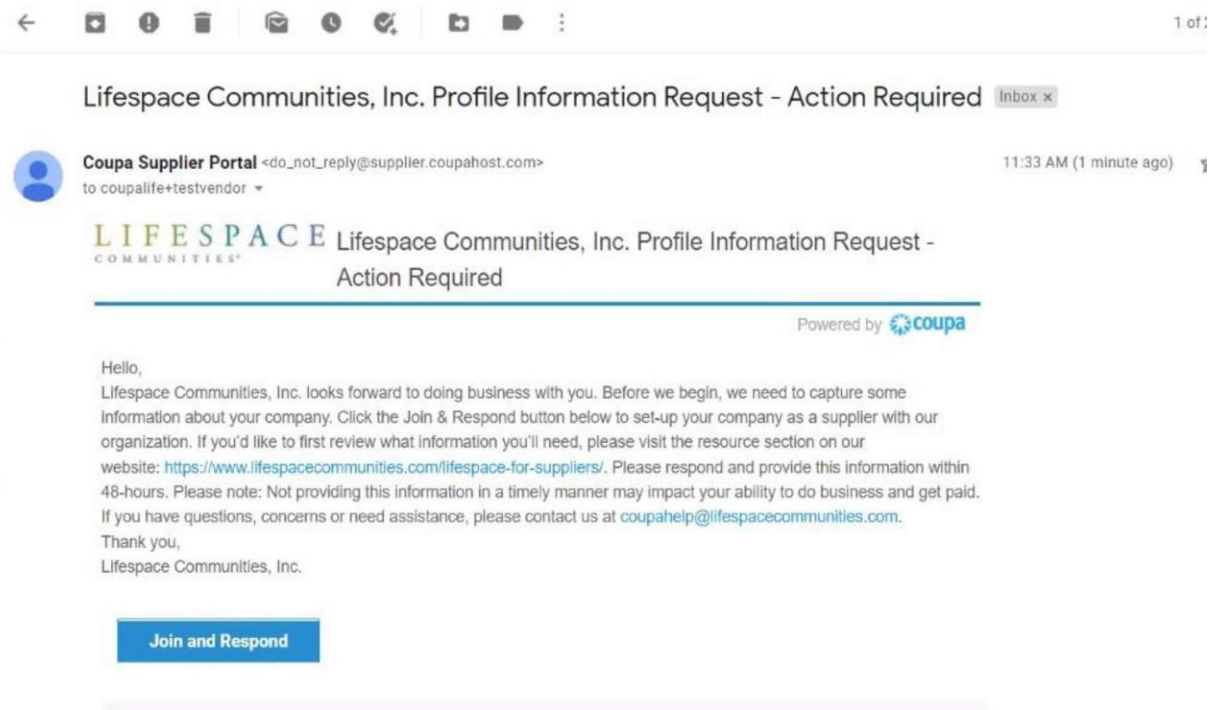 1 of 2
Lifespace Communities, Inc. Profile Information Request - Action Required Inbox x
Coupa Supplier Portal <do_not_reply@supplier.coupahost.com> 11:33 AM (1 minute ago)
to coupalife+testvendor
LIFESPACE Lifespace Communities, Inc. Profile Information Request -
COMMUNITIES® Action Required
Powered by coupa
Hello,
Lifespace Communities, Inc. looks forward to doing business with you. Before we begin, we need to capture some
information about your company. Click the Join & Respond button below to set-up your company as a supplier with our
organization. If you'd like to first review what information you'll need, please visit the resource section on our
website: https://www.lifespacecommunities.com/lifespace-for-suppliers/. Please respond and provide this information within
48-hours. Please note: Not providing this information in a timely manner may impact your ability to do business and get paid.
If you have questions, concerns or need assistance, please contact us at coupahelp@lifespacecommunities.com.
Thank you,
Lifespace Communities, Inc.
Join and Respond